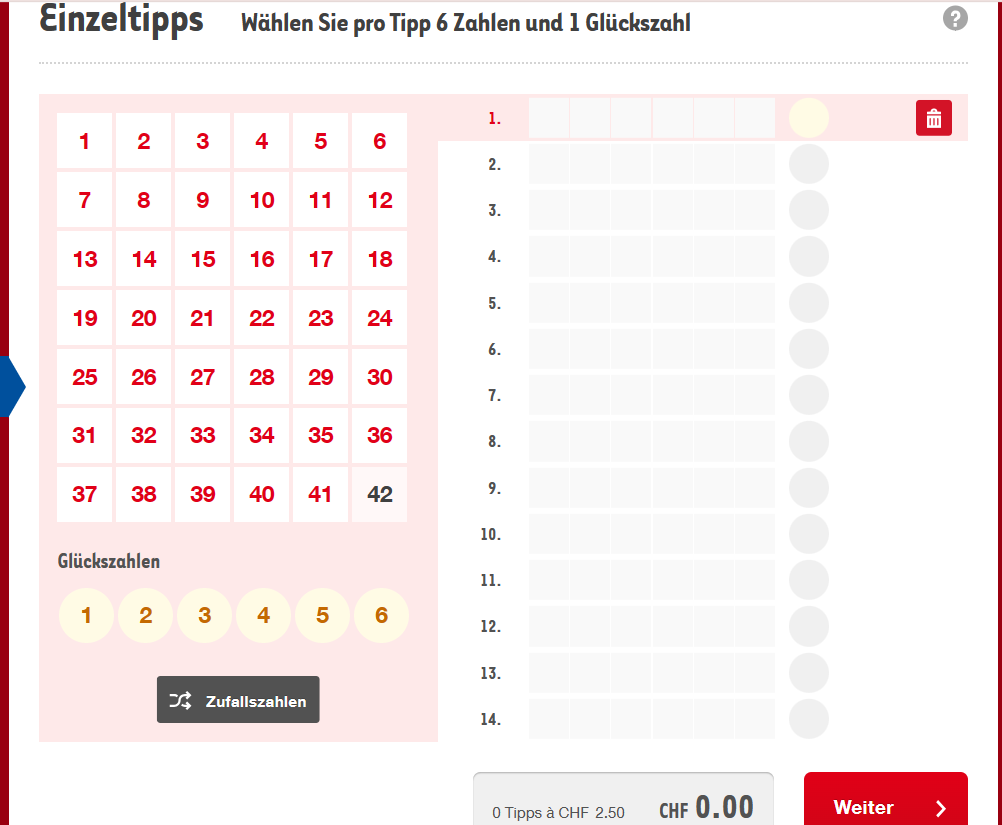 Einzeltipps Wählen Sie pro Tipp 6 Zahlen und 1 Glückszahl ?
1 2 3 4 5 6
7 8 9 10 11 12
13 14 15 16 17 18
19 20 21 22 23 24
25 26 27 28 29 30
31 32 33 34 35 36
37 38 39 40 41 42
Glückszahlen
1 2 3 4 5 6
Zufallszahlen
1.
2.
3.
4.
5.
6.
7.
8.
9.
10.
11.
12.
13.
14.
0 Tipps à CHF 2.50 CHF 0.00
Weiter